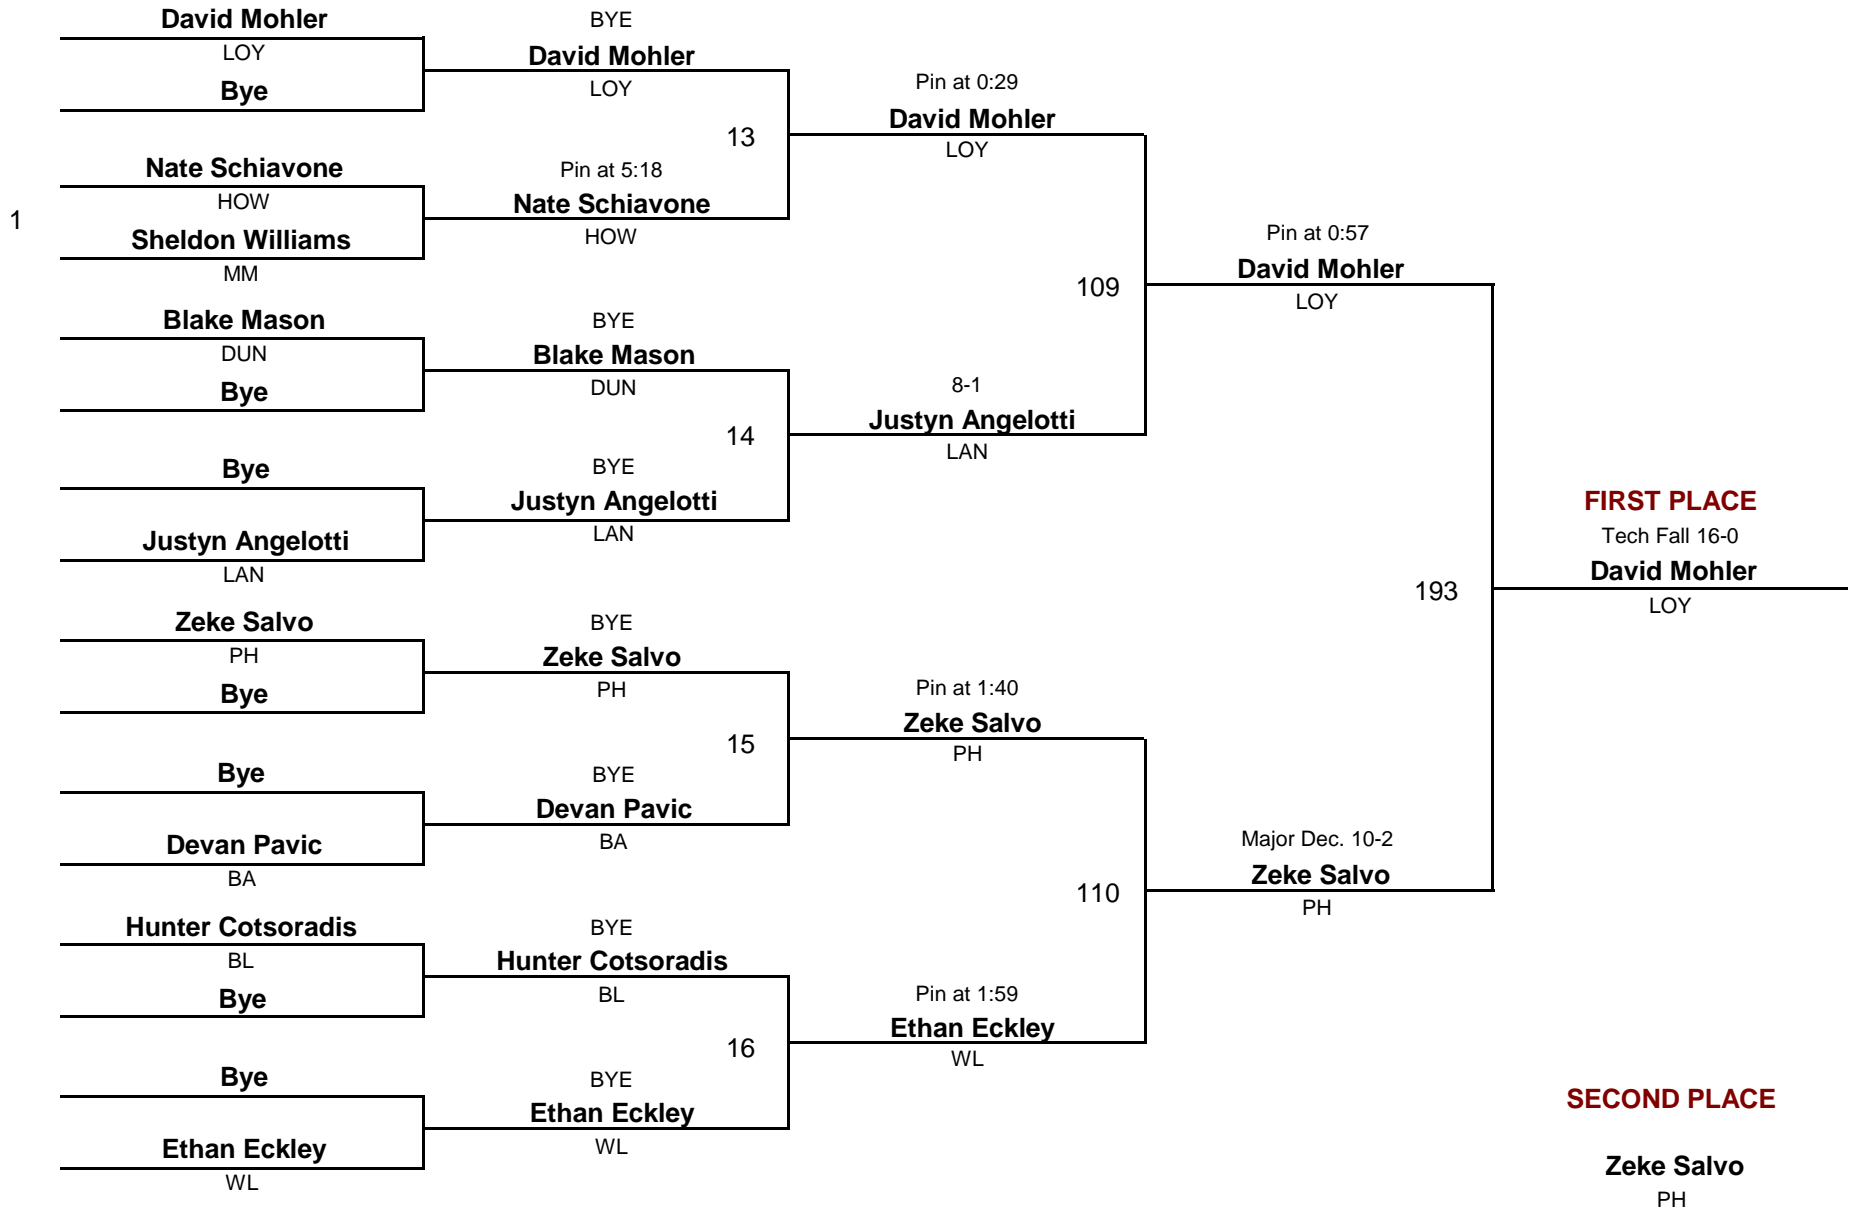 David Mohler
LOY
Bye
1
Nate Schiavone
HOW
Sheldon Williams
MM
Blake Mason
DUN
Bye
Bye
Justyn Angelotti
LAN
Zeke Salvo
PH
Bye
Bye
Devan Pavic
BA
Hunter Cotsoradis
BL
Bye
Bye
Ethan Eckley
WL
BYE
David Mohler
LOY
13
Pin at 5:18
Nate Schiavone
HOW
BYE
Blake Mason
DUN
14
BYE
Justyn Angelotti
LAN
BYE
Zeke Salvo
PH
15
BYE
Devan Pavic
BA
BYE
Hunter Cotsoradis
BL
16
BYE
Ethan Eckley
WL
Pin at 0:29
David Mohler
LOY
109
8-1
Justyn Angelotti
LAN
Pin at 1:40
Zeke Salvo
PH
110
Pin at 1:59
Ethan Eckley
WL
Pin at 0:57
David Mohler
LOY
193
Major Dec. 10-2
Zeke Salvo
PH
FIRST PLACE
Tech Fall 16-0
David Mohler
LOY
SECOND PLACE
Zeke Salvo
PH